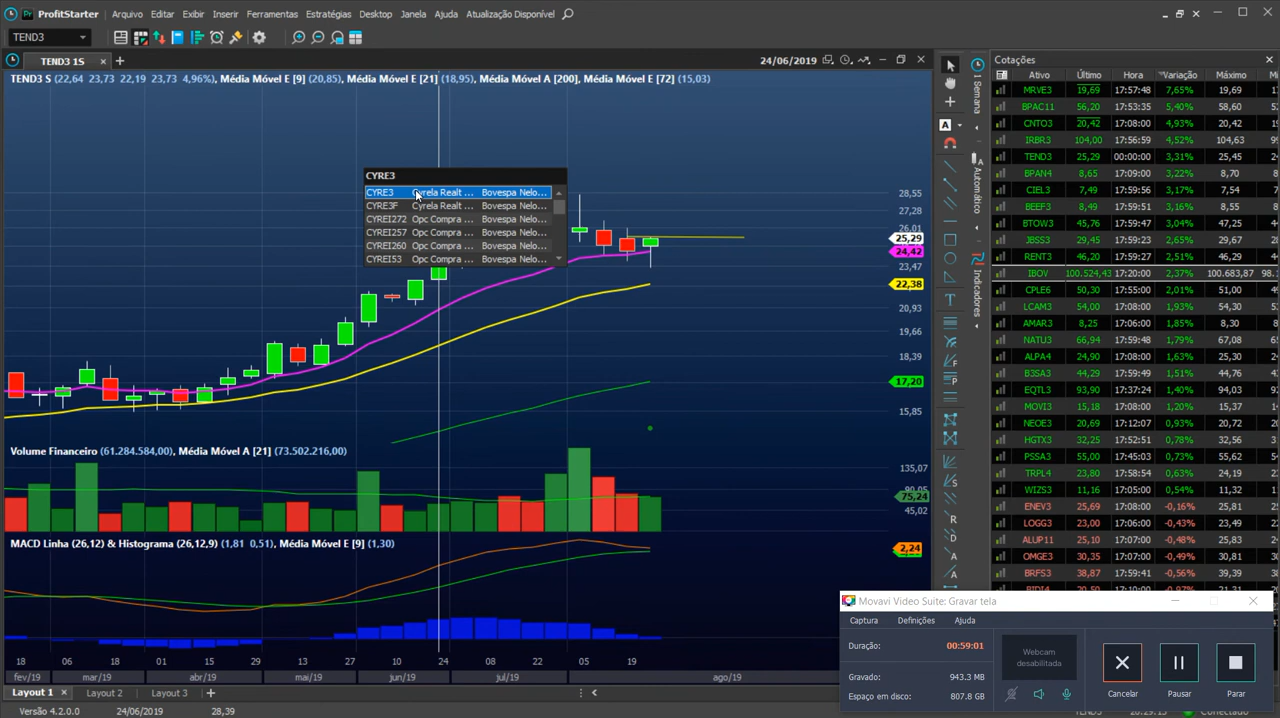 ProfitStarter Arquivo Editar Exibir Inserir Ferramentas Estratégias Desktop Janela Ajuda Atualização Disponível
TEND3
TEND3 1S
TEND3 S (22,64 23,73 22,19 23,73 4,96%), Média Móvel E [9] (20,85), Média Móvel E [21] (18,95), Média Móvel A [200], Média Móvel E [72] (15,03)
24/06/2019
CYRE3
CYRE3 Cyrela Realt ... Bovespa Nelo...
CYRE3F Cyrela Realt ... Bovespa Nelo...
CYREI272 Opc Compra ... Bovespa Nelo...
CYREI257 Opc Compra ... Bovespa Nelo...
CYREI260 Opc Compra ... Bovespa Nelo...
CYREI153 Opc Compra ... Bovespa Nelo...
28,55
27,28
25,29
24,42
23,47
22,38
20,93
19,66
18,39
17,20
15,85
Volume Financeiro (61.284.584,00), Média Móvel A [21] (73.502.216,00)
135,07
90,05
75,24
45,02
MACD Linha (26,12) & Histograma (26,12,9) (1,81 0,51), Média Móvel E [9] (1,30)
2,24
18 06 18 01 15 29 13 27 10 24 08 22 05 19
fev/19 mar/19 abr/19 mai/19 jun/19 jul/19 ago/19
Layout 1 Layout 2 Layout 3
Versão 4.2.0.0 24/06/2019 28,39
1 Semana
Automático
Indicadores
Cotações
Ativo Último Hora Variação Máximo
MRVE3 19,69 17:57:48 7,65% 19,69
BPAC11 56,20 17:53:35 5,40% 58,60
CNTO3 20,42 17:08:00 4,93% 20,42
IRBR3 104,00 17:56:59 4,52% 104,63
TEND3 25,29 00:00:00 3,31% 25,45
BPAN4 8,65 17:09:00 3,22% 8,70
CIEL3 7,49 17:56:37 3,17% 7,49
BEEF3 9,65 17:09:00 3,10% 9,65
BTOW3 45,76 17:59:47 3,04% 47,25
JBSS3 29,45 17:09:00 2,94% 29,55
RENT3 46,20 17:59:27 2,51% 46,27
IBOV 100.524,43 17:20:00 2,37% 100.683,87
CPLE6 50,30 17:55:00 2,01% 51,00
LCAM3 54,00 17:08:00 1,93% 54,30
AMAR3 8,25 17:06:00 1,85% 8,30
NATU3 66,94 17:59:52 1,79% 67,08
ALPA4 24,90 17:08:00 1,63% 25,00
B3SA3 44,29 17:59:49 1,51% 44,76
EQTL3 93,90 17:37:24 1,40% 94,03
MOVI3 15,18 17:08:00 1,20% 15,37
NEOE3 20,69 17:12:07 0,93% 20,72
HGTX3 32,25 17:52:51 0,78% 32,56
PSSA3 55,00 17:45:03 0,73% 55,05
TRPL4 23,80 17:58:54 0,63% 24,19
WIZS3 11,16 17:05:00 0,54% 11,32
ENEV3 25,69 17:08:00 -0,16% 25,81
LOGG3 23,00 17:06:00 -0,43% 23,49
ALUP11 25,10 17:07:00 -0,48% 25,83
OMGE3 30,35 17:07:00 -0,49% 30,81
BRFS3 38,87 17:59:41 -0,56% 39,39
Movavi Video Suite: Gravar tela
Captura Definições Ajuda
Duração: 00:59:01
Gravado: 943.3 MB
Espaço em disco: 807.8 GB
Webcam
desabilitada
Cancelar Pausar Parar